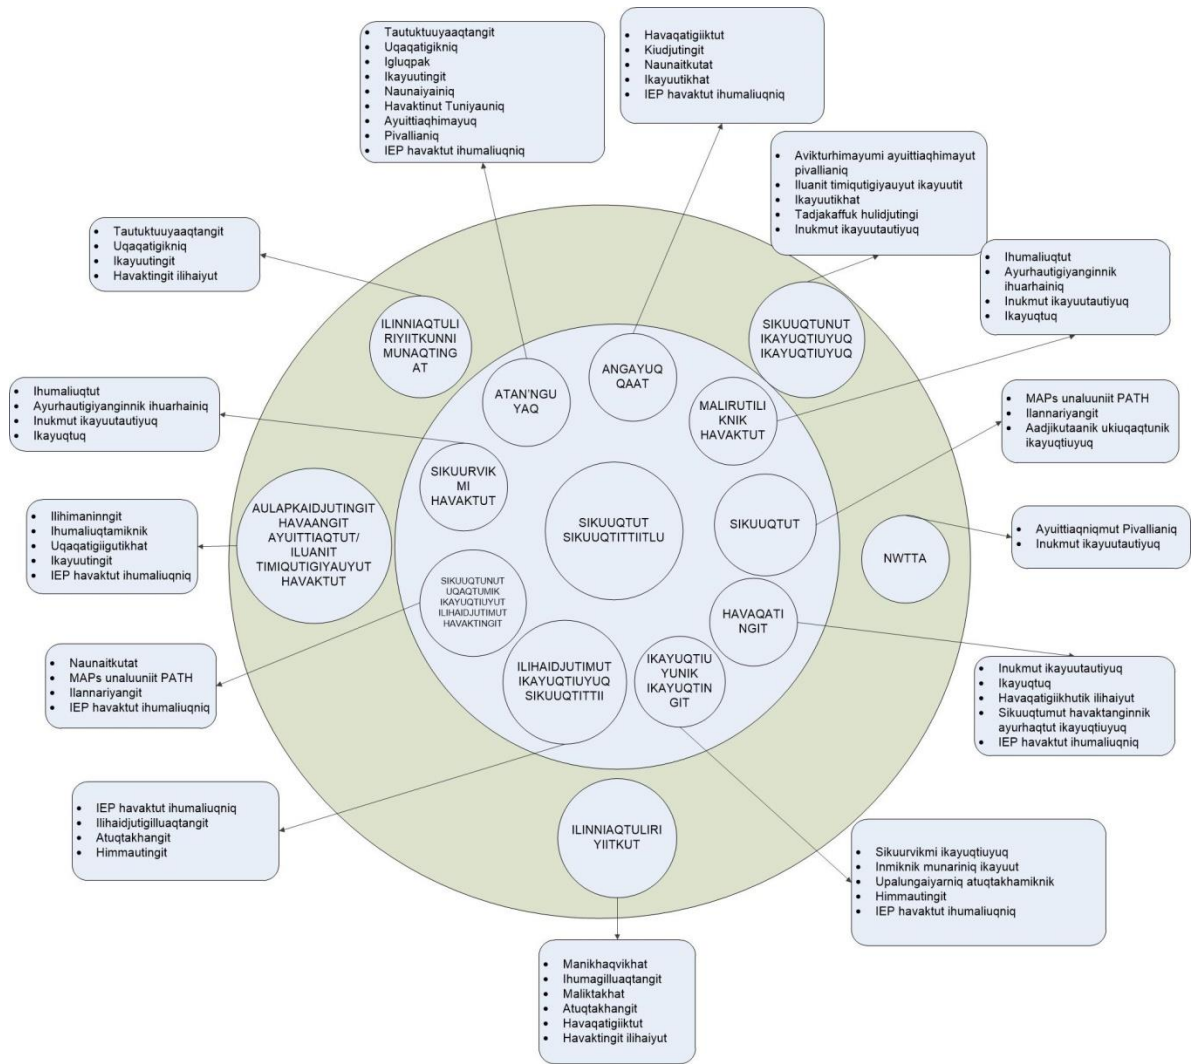 Tautuktuuyaaqtangit
Uqaqatigikniq
Igluqpak
Ikayuutingit
Naunaiyainiq
Havaktinut Tuniyauniq
Ayuittiaqhimayuq
Pivallianiq
IEP havaktut ihumaliuqniq
Havaqatigiiktut
Kiudjutingit
Naunaitkutat
Ikayuutikhat
IEP havaktut ihumaliuqniq
Avikturhimayumi ayuittiaqhimayut
pivallianiq
Iluanit timiqutigiyauyut ikayuutit
Ikayuutikhat
Tadjakaffuk hulidjutingi
Inukmut ikayuutautiyuq
Tautuktuuyaaqtangit
Uqaqatigikniq
Ikayuutingit
Havaktingit ilihaiyut
Ihumaliuqtut
Ayurhautigiyanginnik
ihuarhainiq
Inukmut ikayuutautiyuq
Ikayuqtuq
ILINNIAQTULI
RIYIITKUNNI
MUNAQTING
AT
SIKUUQTUNUT
IKAYUQTIUYUQ
IKAYUQTIUYUQ
ATAN'NGU
YAQ
ANGAYUQ
QAAT
MALIRUTILI
KNIK
HAVAKTUT
Ihumaliuqtut
Ayurhautigiyanginnik ihuarhainiq
Inukmut ikayuutautiyuq
Ikayuqtuq
MAPs unaluuniit PATH
Ilannariyangit
Aadjikutaanik ukiuqaqtunik
ikayuqtiuyuq
SIKUURVIK
MI
HAVAKTUT
SIKUUQTUT
SIKUUQTITTIITLU
SIKUUQTUT
AULAPKAIDJUTINGIT
HAVAANGIT
AYUITTIAQTUT/
ILUANIT
TIMIQUTIGIYAUYUT
HAVAKTUT
Ilihimaninngit
Ihumaliuqtamiknik
Uqaqatigiigutikhat
Ikayuutingit
IEP havaktut ihumaliuqniq
NWTTA
Ayuittiaqniqmut Pivallianiq
Inukmut ikayuutautiyuq
SIKUUQTUNUT
UQAQTUMIK
IKAYUQTIUYUT
ILIHAIDJUTIMUT
HAVAKTINGIT
HAVAQATI
NGIT
ILIHAIDJUTIMUT
IKAYUQTIUYUQ
SIKUUQTITTII
IKAYUQTIU
YUNIK
IKAYUQTIN
GIT
Naunaitkutat
MAPs unaluuniit PATH
Ilannariyangit
IEP havaktut ihumaliuqniq
Inukmut ikayuutautiyuq
Ikayuqtuq
Havaqatigiikhutik ilihaiyut
Sikuuqtumut havaktanginnik
ayurhaqtut ikayuqtiuyuq
IEP havaktut ihumaliuqniq
IEP havaktut ihumaliuqniq
Ilihaidjutigilluaqtangit
Atuqtakhangit
Himmautingit
ILINNIAQTULIRI
YIITKUT
Sikuurvikmi ikayuqtiuyuq
Inmiknik munariniq ikayuut
Upalungaiyarniq atuqtakhamiknik
Himmautingit
IEP havaktut ihumaliuqniq
Manikhaqvikhat
Ihumagilluaqtangit
Maliktakhat
Atuqtakhangit
Havaqatigiiktut
Havaktingit ilihaiyut